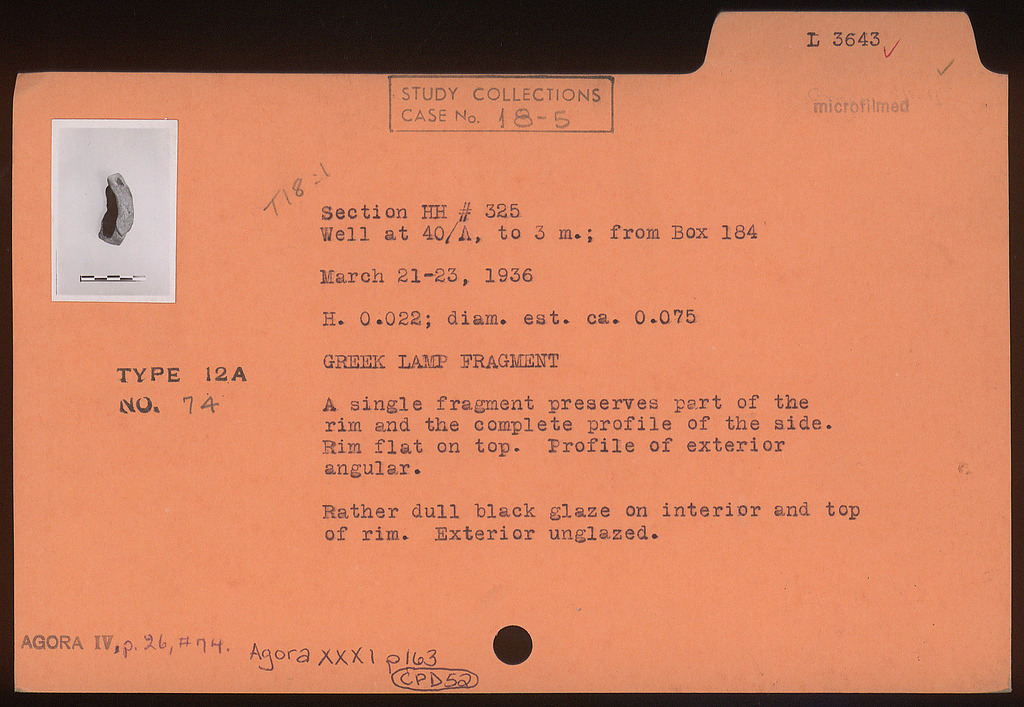 L 3643
STUDY COLLECTIONS
CASE No. 18-5
microfilmed
T18:1
Section HH # 325
Well at 40/Λ, to 3 m.; from Box 184
March 21-23, 1936
H. 0.022; diam. est. ca. 0.075
GREEK LAMP FRAGMENT
TYPE 12A
NO. 74
A single fragment preserves part of the
rim and the complete profile of the side.
Rim flat on top. Profile of exterior
angular.
Rather dull black glaze on interior and top
of rim. Exterior unglazed.
AGORA IV, p. 26, #74.
Agora XXXI p163
CPD52